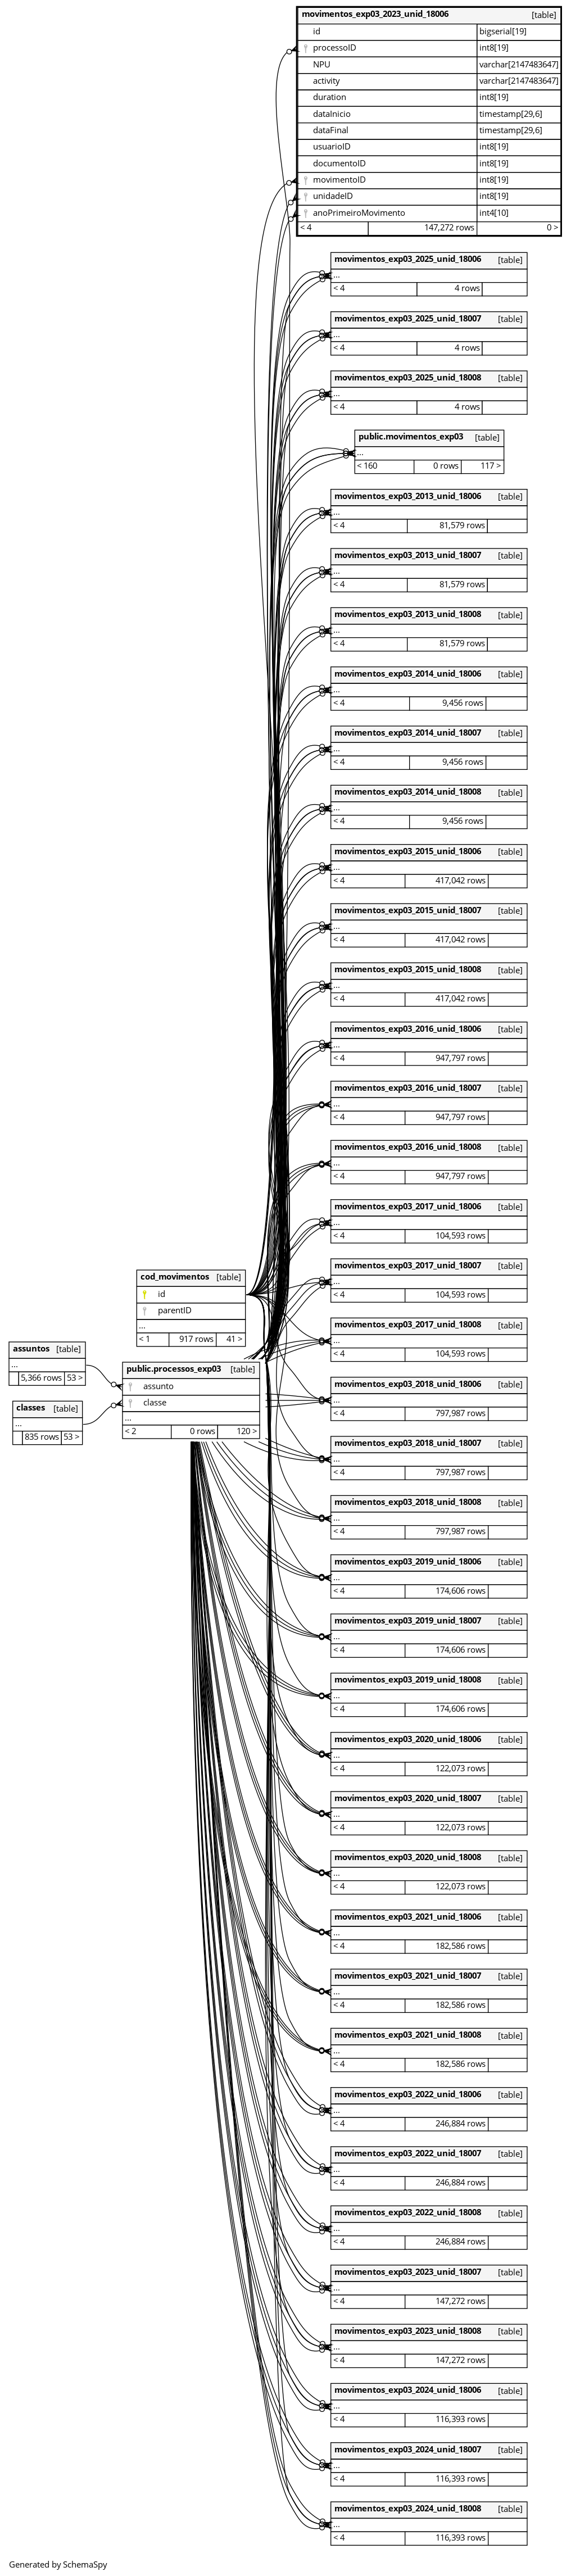 movimentos_exp03_2023_unid_18006 [table]
id bigserial[19]
processoID int8[19]
NPU varchar[2147483647]
activity varchar[2147483647]
duration int8[19]
dataInicio timestamp[29,6]
dataFinal timestamp[29,6]
usuarioID int8[19]
documentoID int8[19]
movimentoID int8[19]
unidadeID int8[19]
anoPrimeiroMovimento int4[10]
< 4 147,272 rows 0 >
movimentos_exp03_2025_unid_18006 [table]
...
< 4 4 rows
movimentos_exp03_2025_unid_18007 [table]
...
< 4 4 rows
movimentos_exp03_2025_unid_18008 [table]
...
< 4 4 rows
public.movimentos_exp03 [table]
...
< 160 0 rows 117 >
movimentos_exp03_2013_unid_18006 [table]
...
< 4 81,579 rows
movimentos_exp03_2013_unid_18007 [table]
...
< 4 81,579 rows
movimentos_exp03_2013_unid_18008 [table]
...
< 4 81,579 rows
movimentos_exp03_2014_unid_18006 [table]
...
< 4 9,456 rows
movimentos_exp03_2014_unid_18007 [table]
...
< 4 9,456 rows
movimentos_exp03_2014_unid_18008 [table]
...
< 4 9,456 rows
movimentos_exp03_2015_unid_18006 [table]
...
< 4 417,042 rows
movimentos_exp03_2015_unid_18007 [table]
...
< 4 417,042 rows
movimentos_exp03_2015_unid_18008 [table]
...
< 4 417,042 rows
movimentos_exp03_2016_unid_18006 [table]
...
< 4 947,797 rows
movimentos_exp03_2016_unid_18007 [table]
...
< 4 947,797 rows
movimentos_exp03_2016_unid_18008 [table]
...
< 4 947,797 rows
movimentos_exp03_2017_unid_18006 [table]
...
< 4 104,593 rows
movimentos_exp03_2017_unid_18007 [table]
...
< 4 104,593 rows
movimentos_exp03_2017_unid_18008 [table]
...
< 4 104,593 rows
cod_movimentos [table]
id
parentID
...
< 1 917 rows 41 >
assuntos [table]
...
5,366 rows 53 >
classes [table]
...
835 rows 53 >
public.processos_exp03 [table]
assunto
classe
...
< 2 0 rows 120 >
movimentos_exp03_2018_unid_18006 [table]
...
< 4 797,987 rows
movimentos_exp03_2018_unid_18007 [table]
...
< 4 797,987 rows
movimentos_exp03_2018_unid_18008 [table]
...
< 4 797,987 rows
movimentos_exp03_2019_unid_18006 [table]
...
< 4 174,606 rows
movimentos_exp03_2019_unid_18007 [table]
...
< 4 174,606 rows
movimentos_exp03_2019_unid_18008 [table]
...
< 4 174,606 rows
movimentos_exp03_2020_unid_18006 [table]
...
< 4 122,073 rows
movimentos_exp03_2020_unid_18007 [table]
...
< 4 122,073 rows
movimentos_exp03_2020_unid_18008 [table]
...
< 4 122,073 rows
movimentos_exp03_2021_unid_18006 [table]
...
< 4 182,586 rows
movimentos_exp03_2021_unid_18007 [table]
...
< 4 182,586 rows
movimentos_exp03_2021_unid_18008 [table]
...
< 4 182,586 rows
movimentos_exp03_2022_unid_18006 [table]
...
< 4 246,884 rows
movimentos_exp03_2022_unid_18007 [table]
...
< 4 246,884 rows
movimentos_exp03_2022_unid_18008 [table]
...
< 4 246,884 rows
movimentos_exp03_2023_unid_18007 [table]
...
< 4 147,272 rows
movimentos_exp03_2023_unid_18008 [table]
...
< 4 147,272 rows
movimentos_exp03_2024_unid_18006 [table]
...
< 4 116,393 rows
movimentos_exp03_2024_unid_18007 [table]
...
< 4 116,393 rows
movimentos_exp03_2024_unid_18008 [table]
...
< 4 116,393 rows
Generated by SchemaSpy